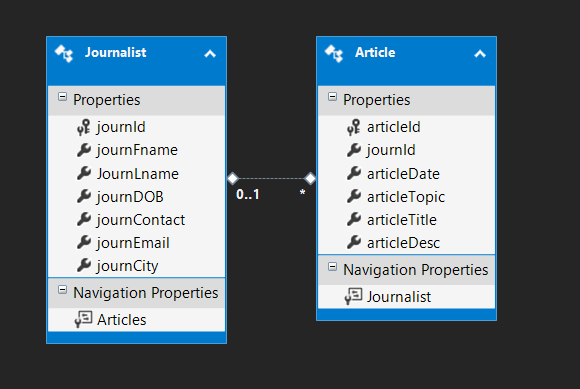 Journalist
Properties
journId
journFname
JournLname
journDOB
journContact
journEmail
journCity
Navigation Properties
Articles
0..1
*
Article
Properties
articleId
journId
articleDate
articleTopic
articleTitle
articleDesc
Navigation Properties
Journalist